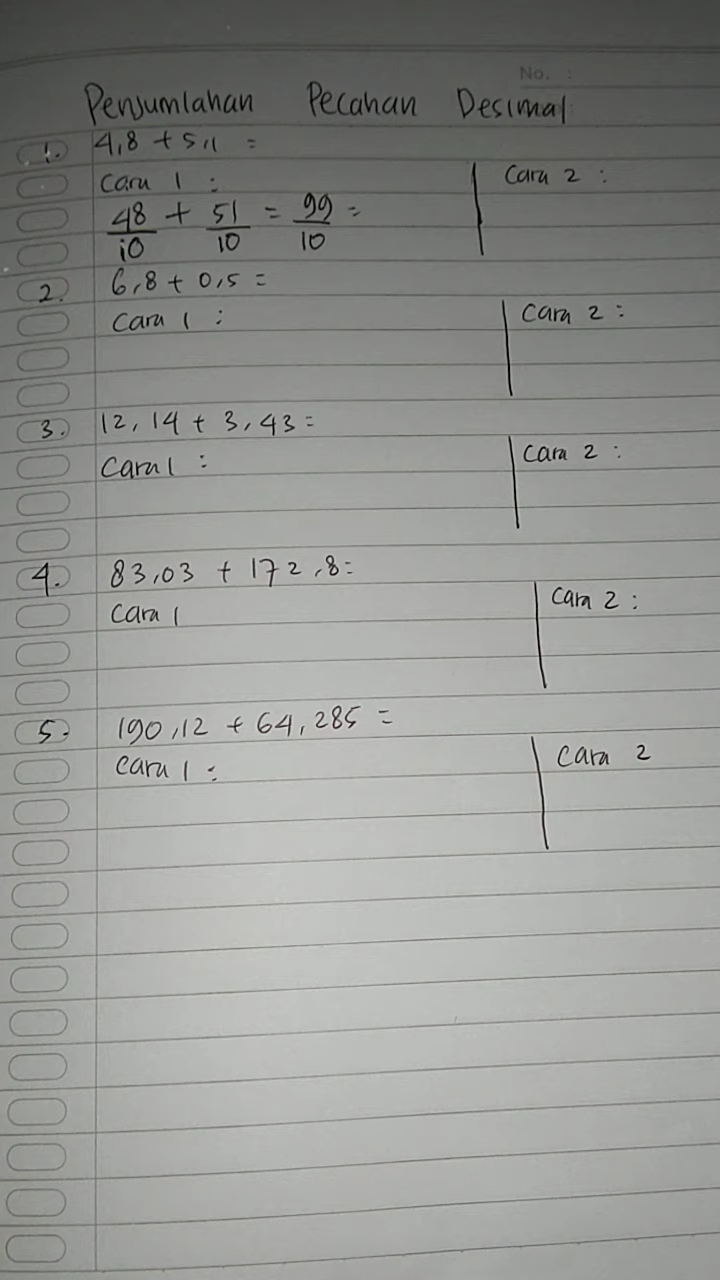 No. :
Penjumlahan Pecahan Desimal
1. 4,8 + 5,1 =
Cara 1 :
48/10 + 51/10 = 99/10 =
Cara 2 :
2. 6,8 + 0,5 =
Cara 1 :
Cara 2 :
3. 12,14 + 3,43 =
Cara 1 :
Cara 2 :
4. 83,03 + 172,8 =
Cara 1
Cara 2 :
5. 190,12 + 64,285 =
Cara 1 :
Cara 2